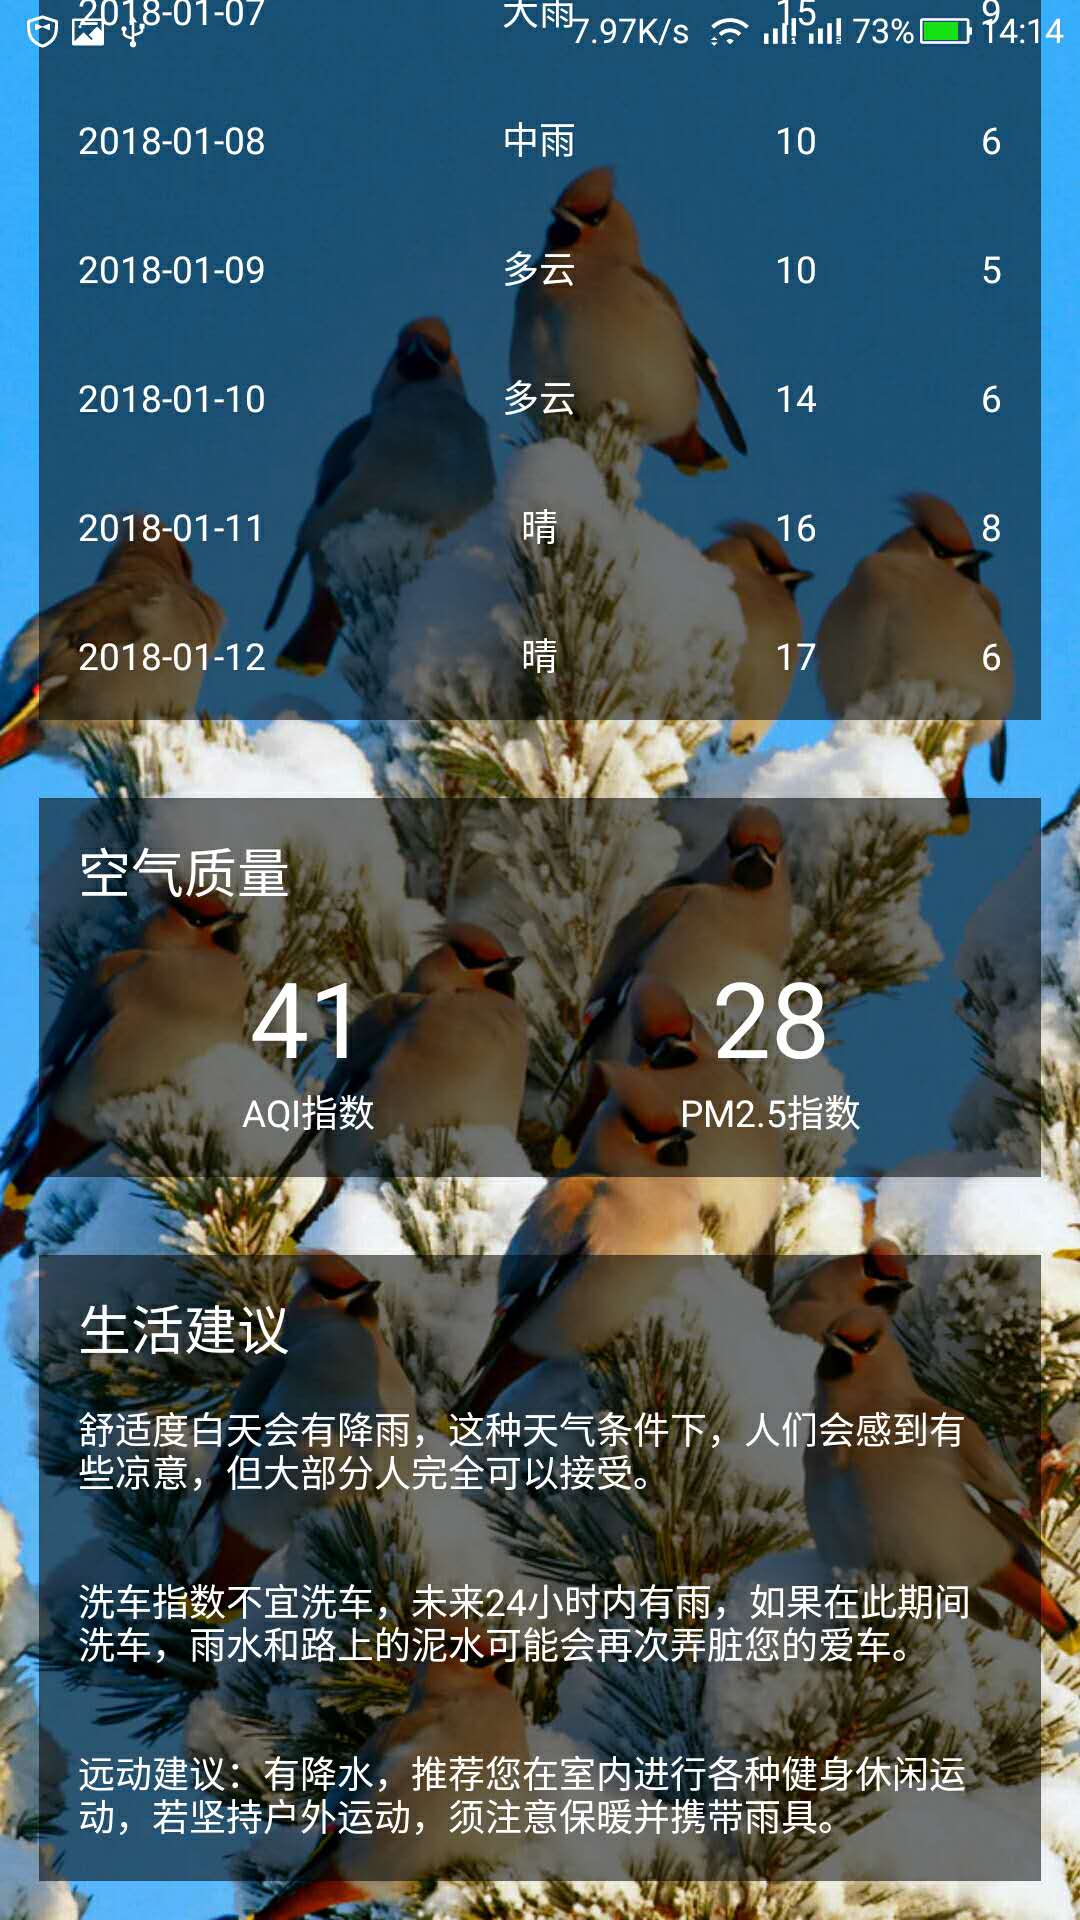 2018-01-07 大雨 15 9
7.97K/s 73% 14:14
2018-01-08 中雨 10 6
2018-01-09 多云 10 5
2018-01-10 多云 14 6
2018-01-11 晴 16 8
2018-01-12 晴 17 6
空气质量
41 28
AQI指数 PM2.5指数
生活建议
舒适度白天会有降雨，这种天气条件下，人们会感到有
些凉意，但大部分人完全可以接受。
洗车指数不宜洗车，未来24小时内有雨，如果在此期间
洗车，雨水和路上的泥水可能会再次弄脏您的爱车。
远动建议：有降水，推荐您在室内进行各种健身休闲运
动，若坚持户外运动，须注意保暖并携带雨具。